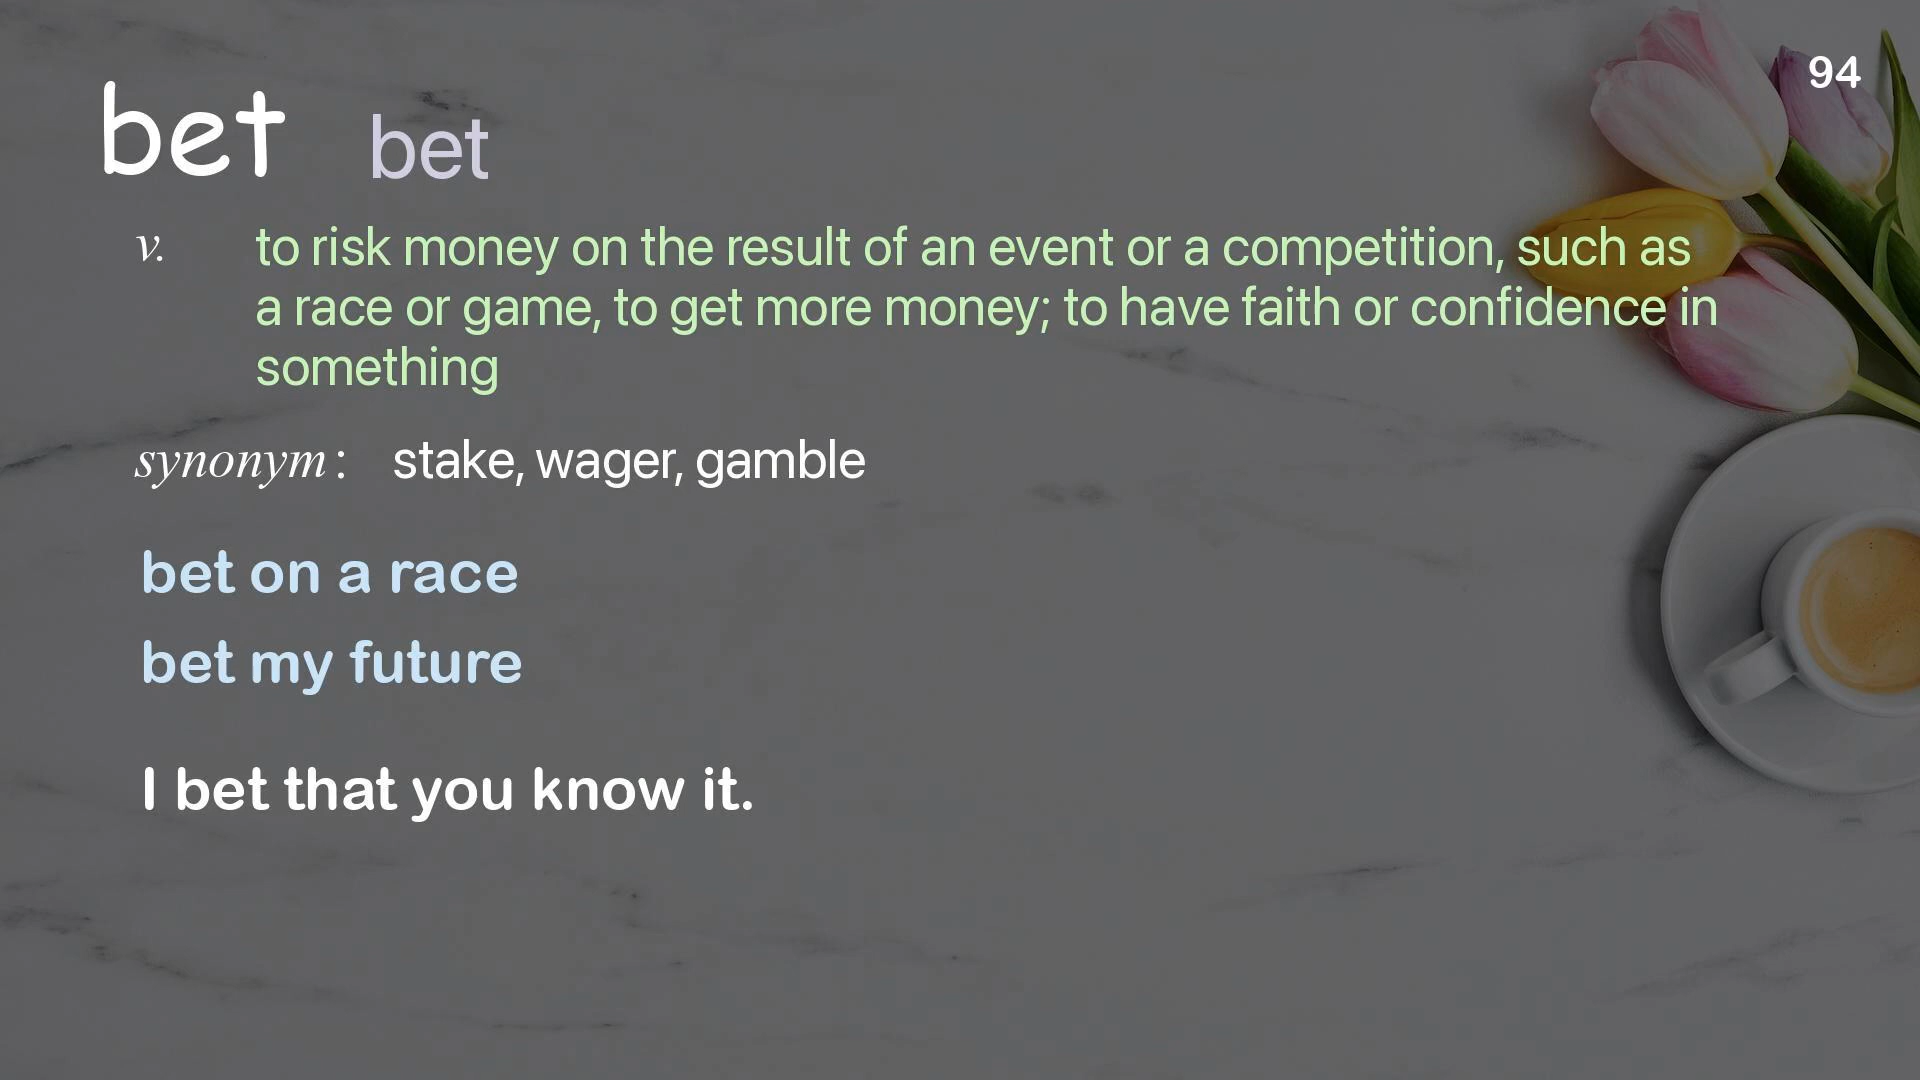 94
bet bet
v. to risk money on the result of an event or a competition, such as
a race or game, to get more money; to have faith or confidence in
something
synonym : stake, wager, gamble
bet on a race
bet my future
I bet that you know it.